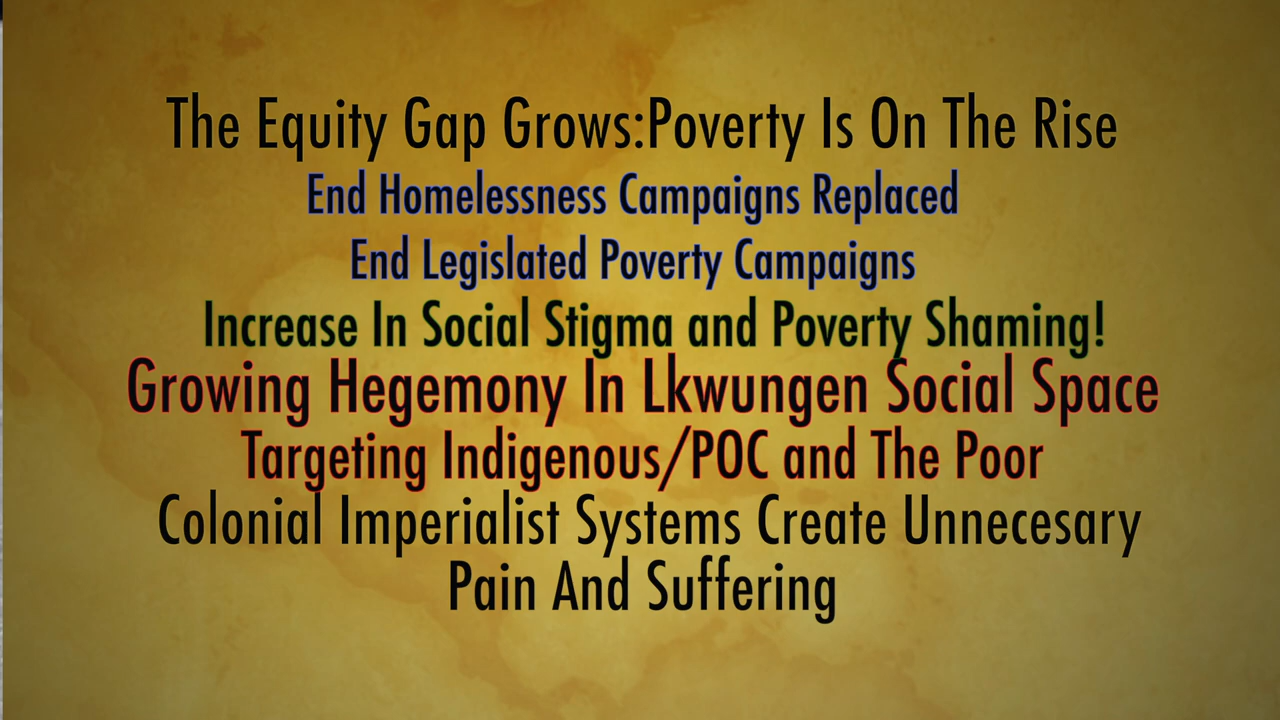 The Equity Gap Grows:Poverty Is On The Rise
End Homelessness Campaigns Replaced
End Legislated Poverty Campaigns
Increase In Social Stigma and Poverty Shaming!
Growing Hegemony In Lkwungen Social Space
Targeting Indigenous/POC and The Poor
Colonial Imperialist Systems Create Unnecesary
Pain And Suffering